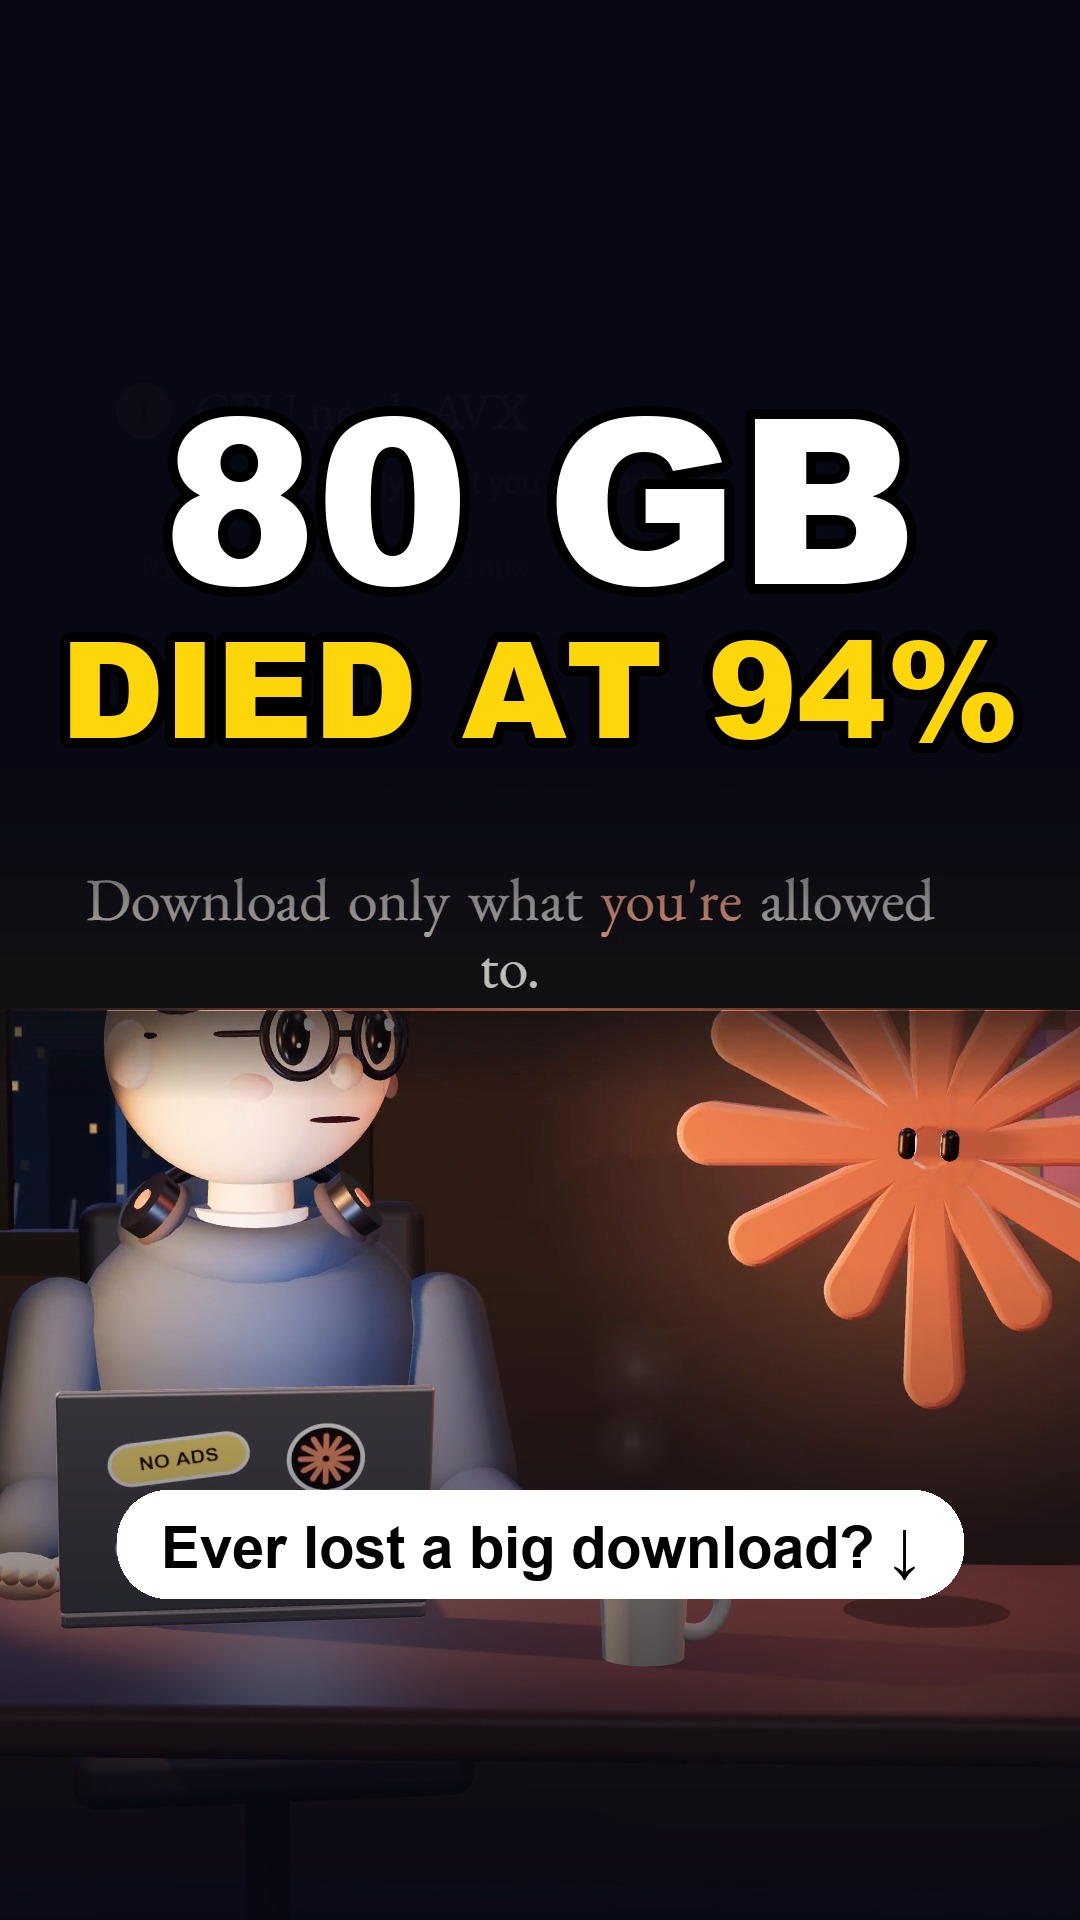 80 GB
DIED AT 94%
Download only what you're allowed
to.
NO ADS
Ever lost a big download? ↓